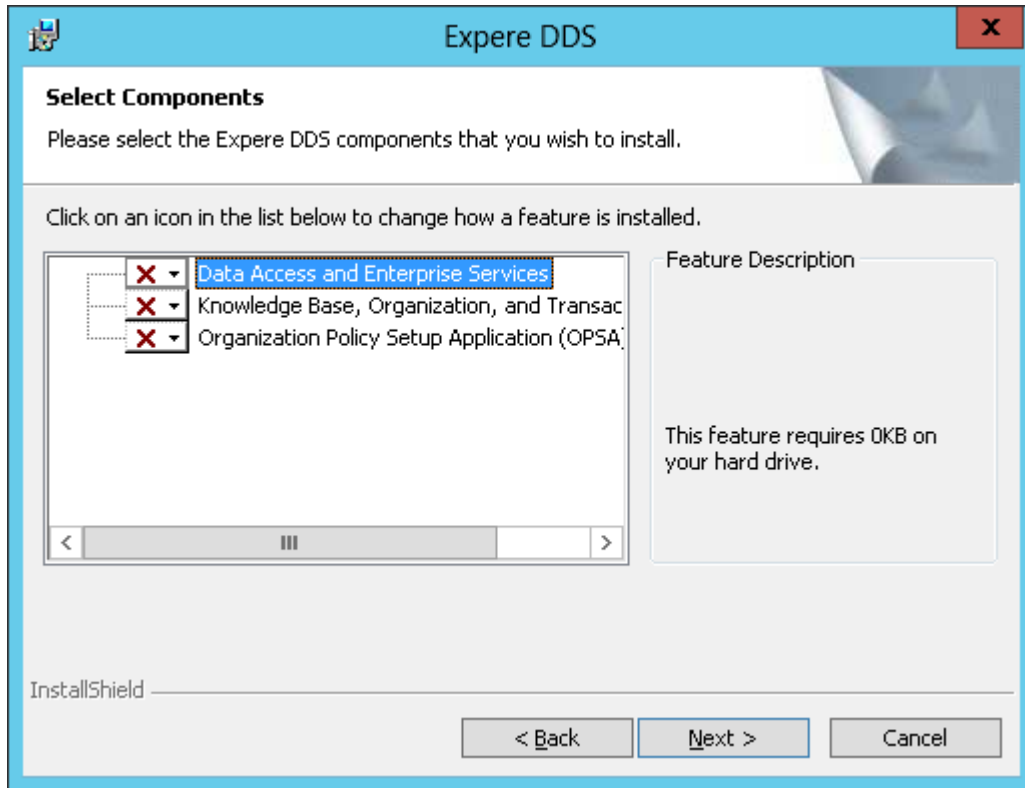 Expere DDS
X
Select Components
Please select the Expere DDS components that you wish to install.
Click on an icon in the list below to change how a feature is installed.
Data Access and Enterprise Services
Knowledge Base, Organization, and Transac
Organization Policy Setup Application (OPSA)
Feature Description
This feature requires 0KB on
your hard drive.
InstallShield
< Back
Next >
Cancel